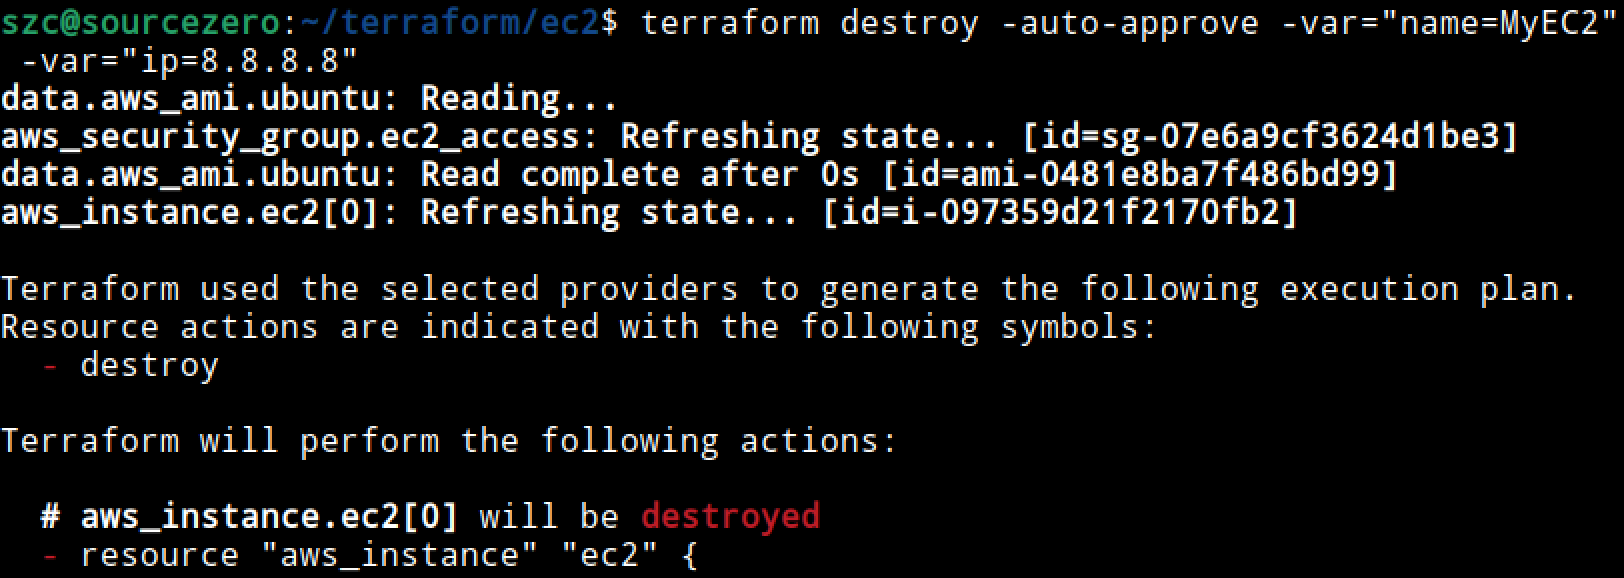 szc@sourcezero:~/terraform/ec2$ terraform destroy -auto-approve -var="name=MyEC2"
 -var="ip=8.8.8.8"
data.aws_ami.ubuntu: Reading...
aws_security_group.ec2_access: Refreshing state... [id=sg-07e6a9cf3624d1be3]
data.aws_ami.ubuntu: Read complete after 0s [id=ami-0481e8ba7f486bd99]
aws_instance.ec2[0]: Refreshing state... [id=i-097359d21f2170fb2]

Terraform used the selected providers to generate the following execution plan.
Resource actions are indicated with the following symbols:
  - destroy

Terraform will perform the following actions:

  # aws_instance.ec2[0] will be destroyed
  - resource "aws_instance" "ec2" {